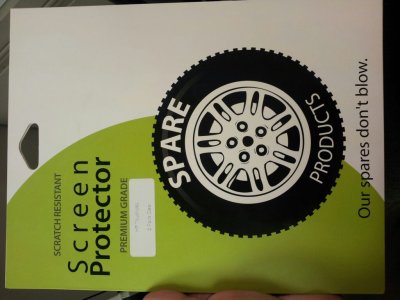 SCRATCH RESISTANT
Screen
Protector
PREMIUM GRADE
SPARE
PRODUCTS
Our spares don't blow.